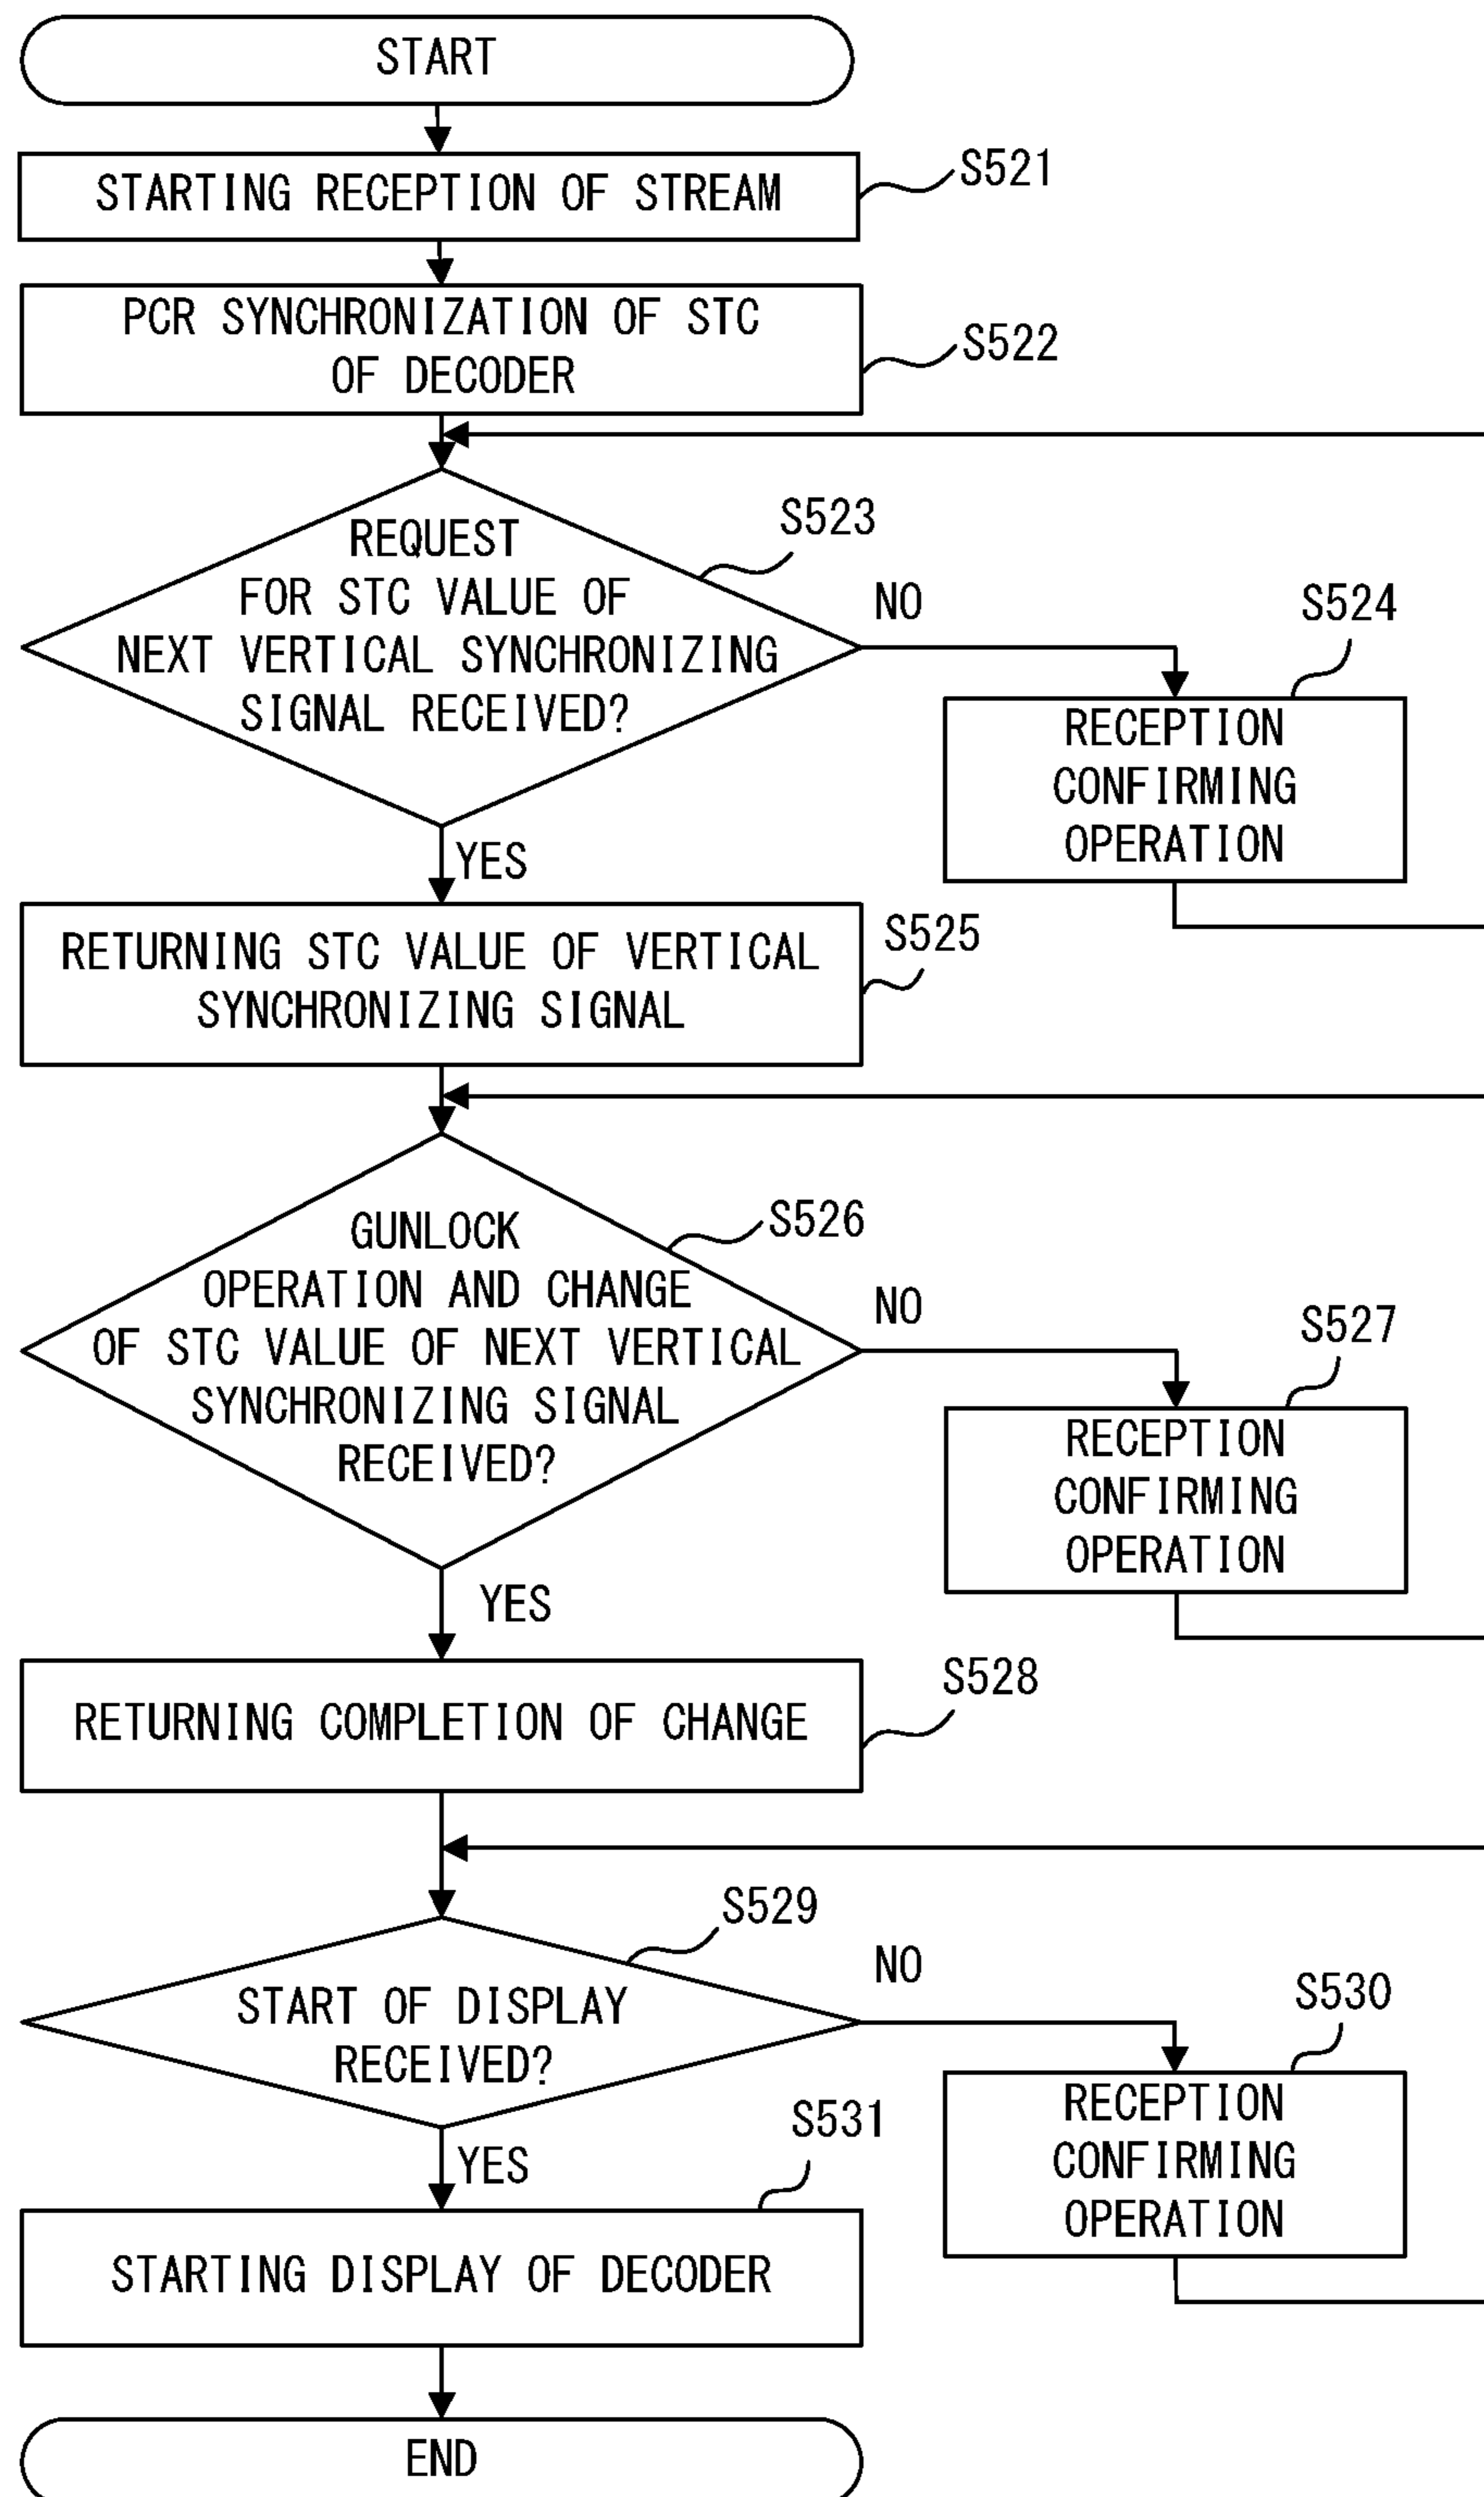 START
STARTING RECEPTION OF STREAM
S521
PCR SYNCHRONIZATION OF STC
OF DECODER
S522
REQUEST
FOR STC VALUE OF
NEXT VERTICAL SYNCHRONIZING
SIGNAL RECEIVED?
S523
NO
S524
RECEPTION
CONFIRMING
OPERATION
YES
RETURNING STC VALUE OF VERTICAL
SYNCHRONIZING SIGNAL
S525
GUNLOCK
OPERATION AND CHANGE
OF STC VALUE OF NEXT VERTICAL
SYNCHRONIZING SIGNAL
RECEIVED?
S526
NO
S527
RECEPTION
CONFIRMING
OPERATION
YES
RETURNING COMPLETION OF CHANGE
S528
START OF DISPLAY
RECEIVED?
S529
NO
S530
RECEPTION
CONFIRMING
OPERATION
YES
S531
STARTING DISPLAY OF DECODER
END